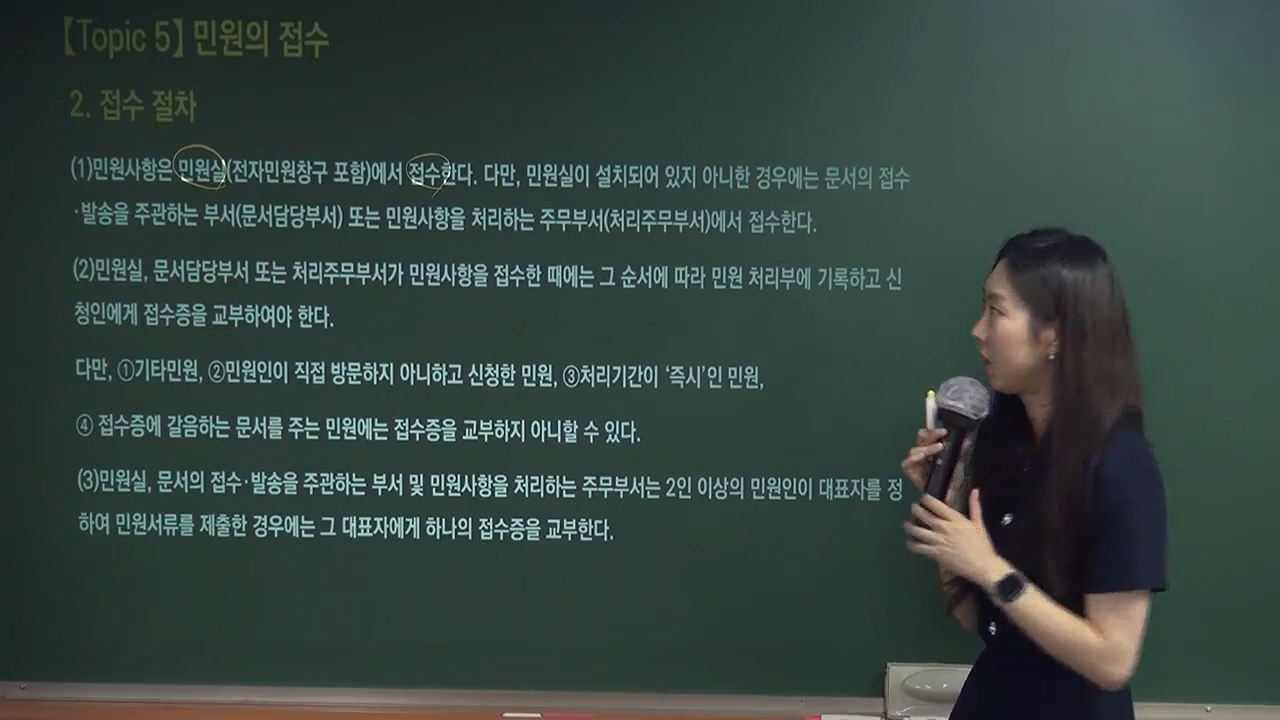 【Topic 5】 민원의 접수
2. 접수 절차
(1)민원사항은 민원실(전자민원창구 포함)에서 접수한다. 다만, 민원실이 설치되어 있지 아니한 경우에는 문서의 접수
·발송을 주관하는 부서(문서담당부서) 또는 민원사항을 처리하는 주무부서(처리주무부서)에서 접수한다.
(2)민원실, 문서담당부서 또는 처리주무부서가 민원사항을 접수한 때에는 그 순서에 따라 민원 처리부에 기록하고 신
청인에게 접수증을 교부하여야 한다.
다만, ①기타민원, ②민원인이 직접 방문하지 아니하고 신청한 민원, ③처리기간이 ‘즉시’인 민원,
④ 접수증에 갈음하는 문서를 주는 민원에는 접수증을 교부하지 아니할 수 있다.
(3)민원실, 문서의 접수·발송을 주관하는 부서 및 민원사항을 처리하는 주무부서는 2인 이상의 민원인이 대표자를 정
하여 민원서류를 제출한 경우에는 그 대표자에게 하나의 접수증을 교부한다.